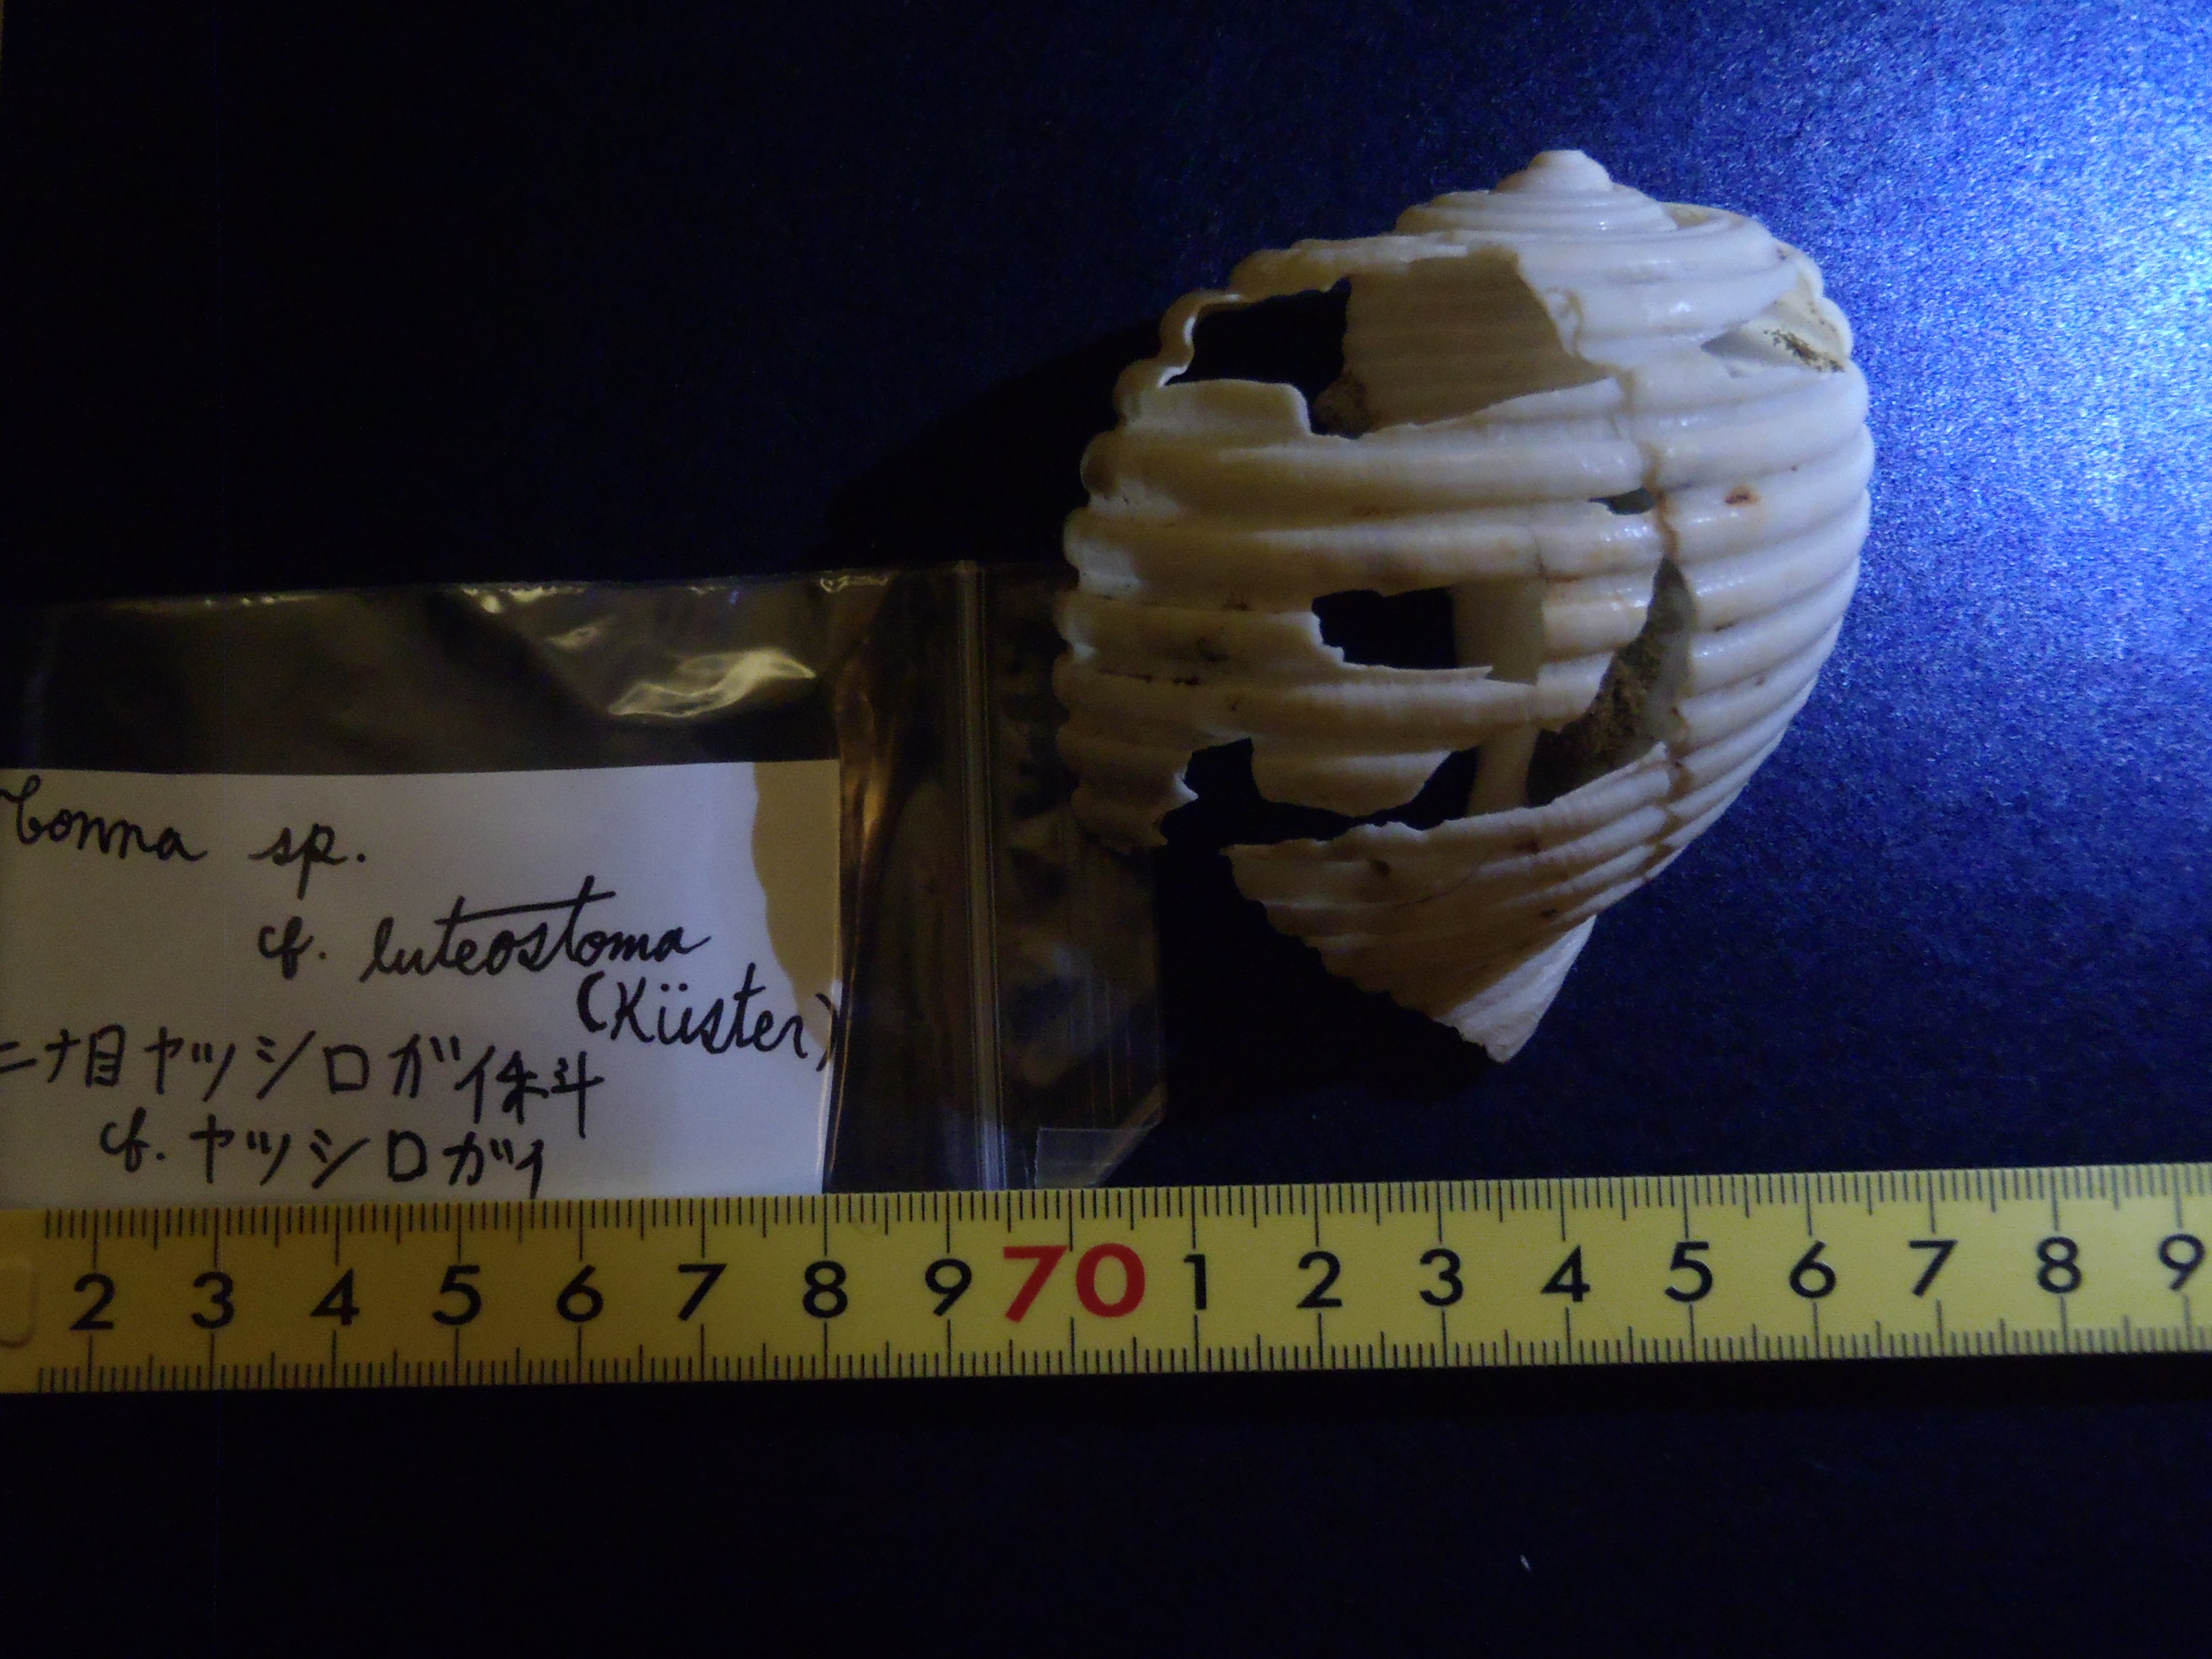 Tonna sp.
cf. luteostoma
(Küster)
ニナ目ヤツシロガイ科
cf. ヤツシロガイ
2 3 4 5 6 7 8 9 70 1 2 3 4 5 6 7 8 9